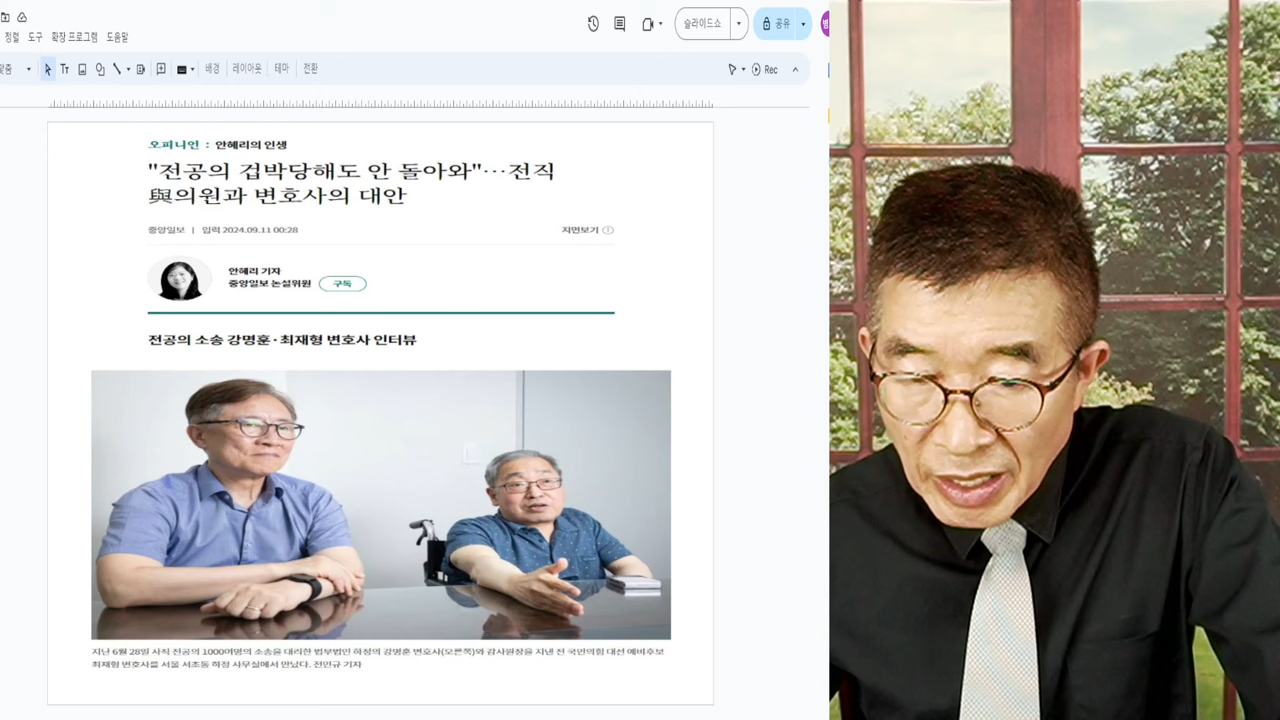 정렬 도구 확장 프로그램 도움말
슬라이드쇼
공유
배경 레이아웃 테마 전환
Rec
오피니언 : 안혜리의 인생
"전공의 겁박당해도 안 돌아와"…전직
與의원과 변호사의 대안
중앙일보 | 입력 2024.09.11 00:28
지면보기
안혜리 기자
중앙일보 논설위원 구독
전공의 소송 강명훈·최재형 변호사 인터뷰
지난 6월 28일 사직 전공의 1000여명의 소송을 대리한 법무법인 하정의 강명훈 변호사(오른쪽)와 감사원장을 지낸 전 국민의힘 대선 예비후보
최재형 변호사를 서울 서초동 하정 사무실에서 만났다. 전민규 기자